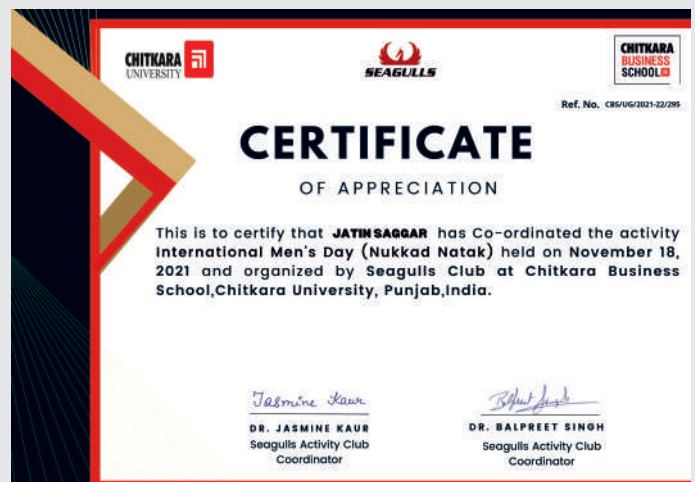 CHITKARA
UNIVERSITY
SEAGULLS
CHITKARA
BUSINESS
SCHOOL
Ref. No. CBS/UG/2021-22/295
CERTIFICATE
OF APPRECIATION
This is to certify that JATIN SAGGAR has Co-ordinated the activity
International Men's Day (Nukkad Natak) held on November 18,
2021 and organized by Seagulls Club at Chitkara Business
School,Chitkara University, Punjab,India.
Jasmine Kaur
DR. JASMINE KAUR
Seagulls Activity Club
Coordinator
Balpreet Singh
DR. BALPREET SINGH
Seagulls Activity Club
Coordinator